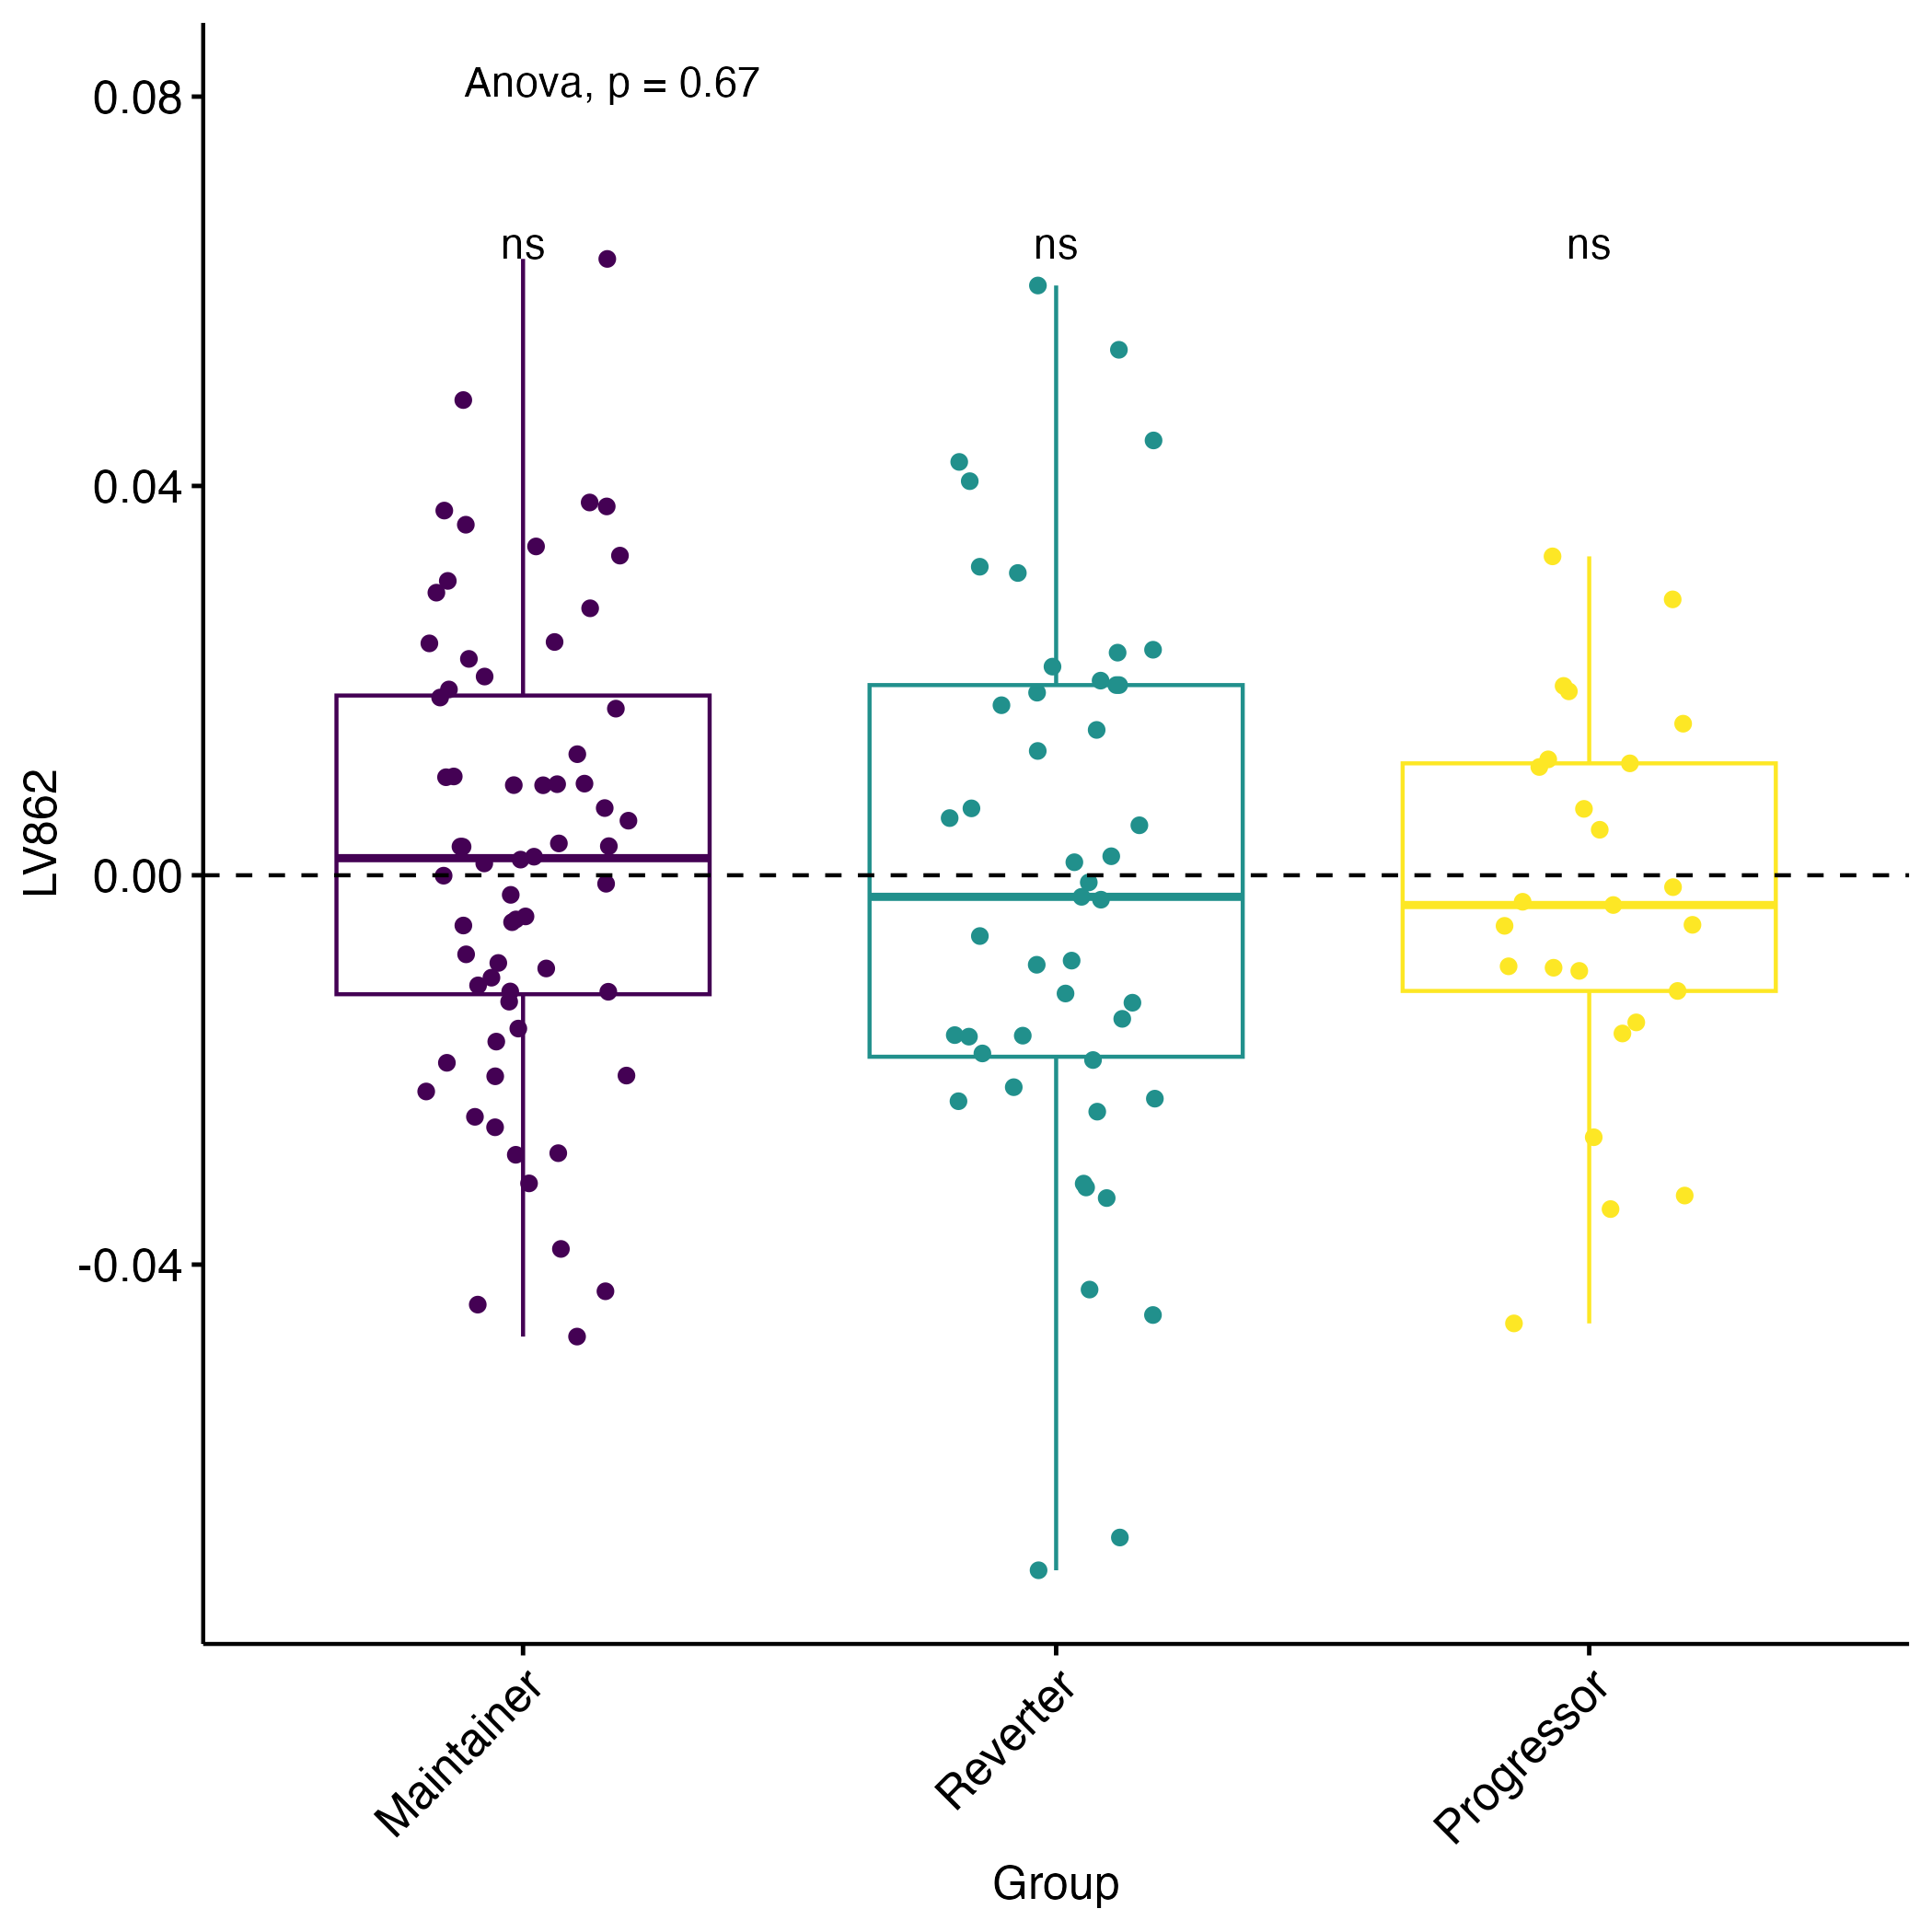 Anova, p = 0.67
ns ns ns
0.08
0.04
0.00
-0.04
LV862
Maintainer
Reverter
Progressor
Group